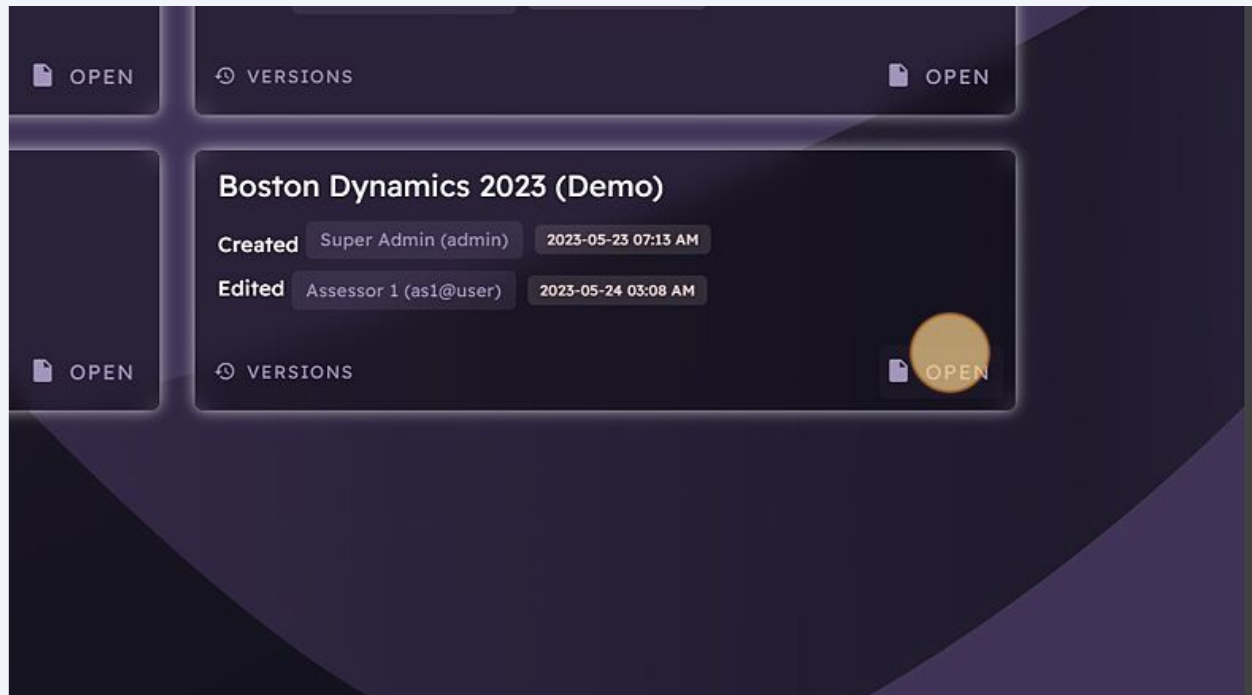 OPEN
VERSIONS
OPEN
Boston Dynamics 2023 (Demo)
Created Super Admin (admin) 2023-05-23 07:13 AM
Edited Assessor 1 (as1@user) 2023-05-24 03:08 AM
OPEN
VERSIONS
OPEN